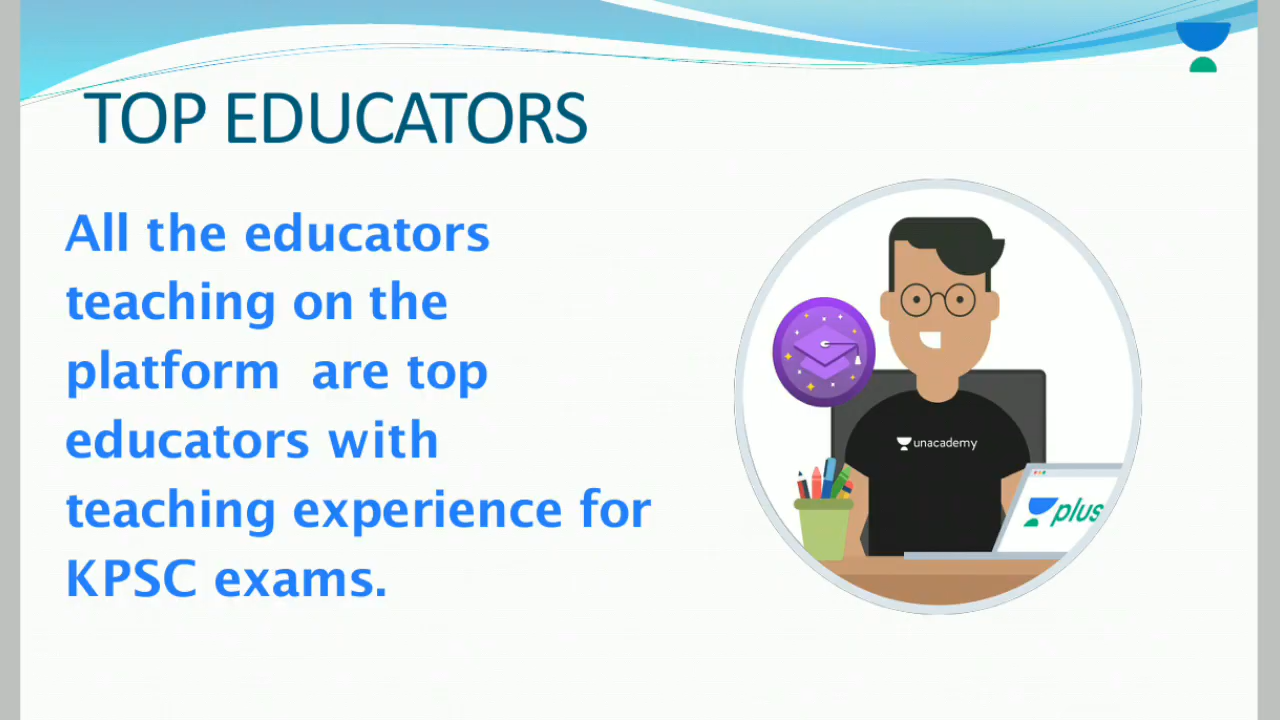 TOP EDUCATORS
All the educators
teaching on the
platform are top
educators with
teaching experience for
KPSC exams.
unacademy
plus